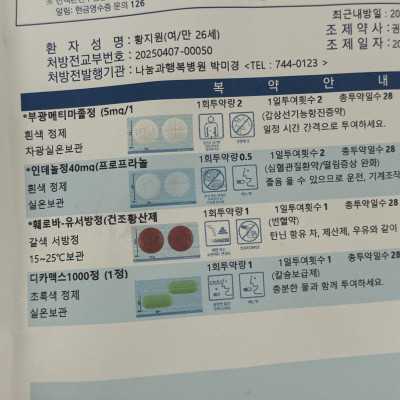 알림: 현금영수증 문의 126
최근내방일 : 20
환 자 성 명 : 황지원(여/만 26세)
조 제 약 사 : 권
처방전교부번호 : 20250407-00050
조 제 일 자 : 20
처방전발행기관 : 나눔과행복병원 박미경 ( TEL : 744-0123 )
복 약 안 내
*부광메티마졸정 (5mg/1
1회투약량 2
1일투여횟수 2
총투약일수 28
흰색 정제
(갑상선기능항진증약)
차광실온보관
일정 시간 간격으로 투여하세요.
*인데놀정40mg(프로프라놀
1회투약량 0.5
1일투여횟수 2
총투약일수 28
흰색 정제
(심혈관질환약/떨림증상 완화)
실온보관
졸음 올 수 있으므로 운전, 기계조작
*훼로바-유서방정(건조황산제
1회투약량 1
1일투여횟수 1
총투약일수 28
갈색 서방정
(빈혈약)
15~25℃보관
탄닌 함유 차, 제산제, 우유와 같이
디카맥스1000정 (1정)
1회투약량 1
1일투여횟수 1
총투약일수 28
초록색 정제
(칼슘보급제)
실온보관
충분한 물과 함께 투여하세요.